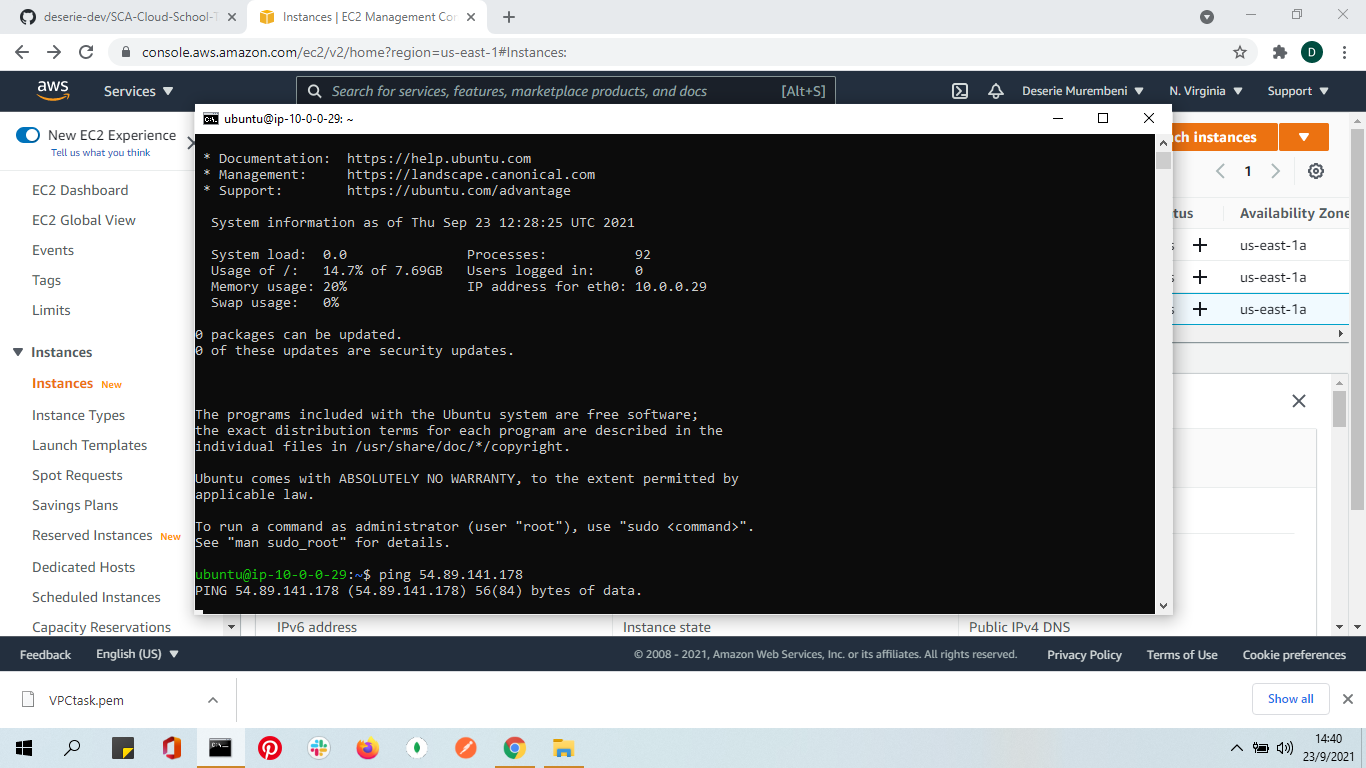 deserie-dev/SCA-Cloud-School-T
Instances | EC2 Management Con
console.aws.amazon.com/ec2/v2/home?region=us-east-1#Instances:
D
aws
Services
Search for services, features, marketplace products, and docs
[Alt+S]
Deserie Murembeni
N. Virginia
Support
New EC2 Experience
Tell us what you think
EC2 Dashboard
EC2 Global View
Events
Tags
Limits
Instances
Instances New
Instance Types
Launch Templates
Spot Requests
Savings Plans
Reserved Instances New
Dedicated Hosts
Scheduled Instances
Capacity Reservations
ubuntu@ip-10-0-0-29: ~
* Documentation: https://help.ubuntu.com
* Management: https://landscape.canonical.com
* Support: https://ubuntu.com/advantage
System information as of Thu Sep 23 12:28:25 UTC 2021
System load: 0.0 Processes: 92
Usage of /: 14.7% of 7.69GB Users logged in: 0
Memory usage: 20% IP address for eth0: 10.0.0.29
Swap usage: 0%
0 packages can be updated.
0 of these updates are security updates.
The programs included with the Ubuntu system are free software;
the exact distribution terms for each program are described in the
individual files in /usr/share/doc/*/copyright.
Ubuntu comes with ABSOLUTELY NO WARRANTY, to the extent permitted by
applicable law.
To run a command as administrator (user "root"), use "sudo <command>".
See "man sudo_root" for details.
ubuntu@ip-10-0-0-29:~$ ping 54.89.141.178
PING 54.89.141.178 (54.89.141.178) 56(84) bytes of data.
ch instances
1
tus
Availability Zone
s + us-east-1a
+ us-east-1a
s + us-east-1a
IPv6 address
Instance state
Public IPv4 DNS
Feedback
English (US)
© 2008 - 2021, Amazon Web Services, Inc. or its affiliates. All rights reserved.
Privacy Policy
Terms of Use
Cookie preferences
VPCtask.pem
Show all
14:40
23/9/2021